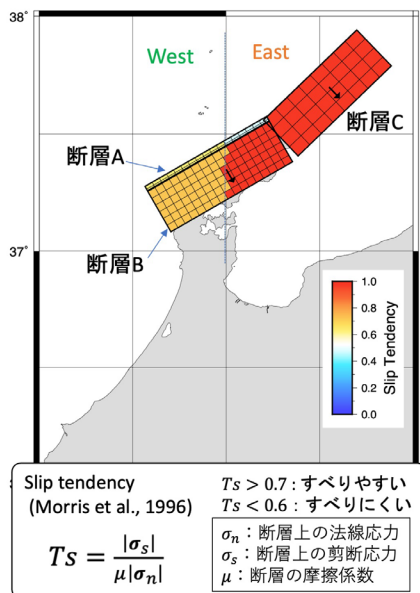 38°
West
East
断層C
断層A
断層B
37°
1.0
0.8
0.6
0.4
0.2
0.0
Slip Tendency
Slip tendency
(Morris et al., 1996)
Ts = |σs| / μ|σn|
Ts > 0.7 : すべりやすい
Ts < 0.6 : すべりにくい
σn：断層上の法線応力
σs：断層上の剪断応力
μ：断層の摩擦係数